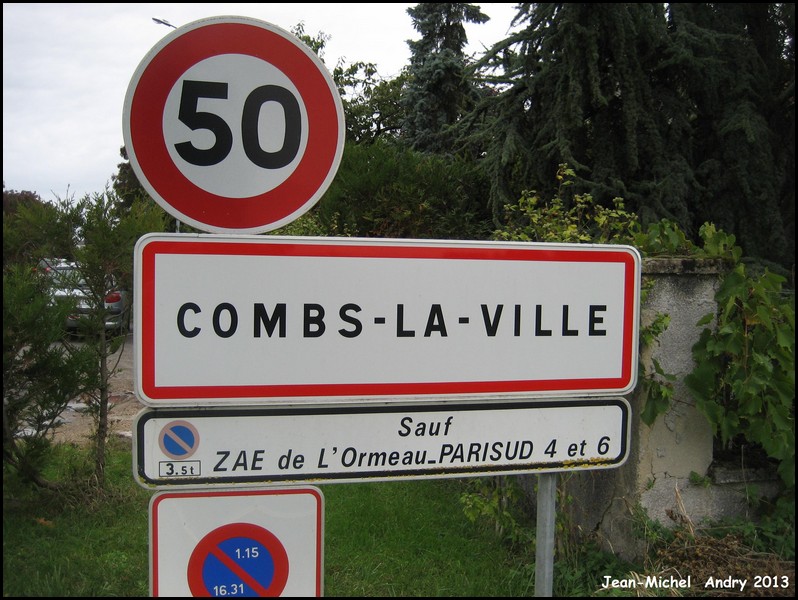 50
COMBS-LA-VILLE
Sauf
3.5t ZAE de L'Ormeau_PARISUD 4 et 6
1.15
16.31
Jean-Michel Andry 2013